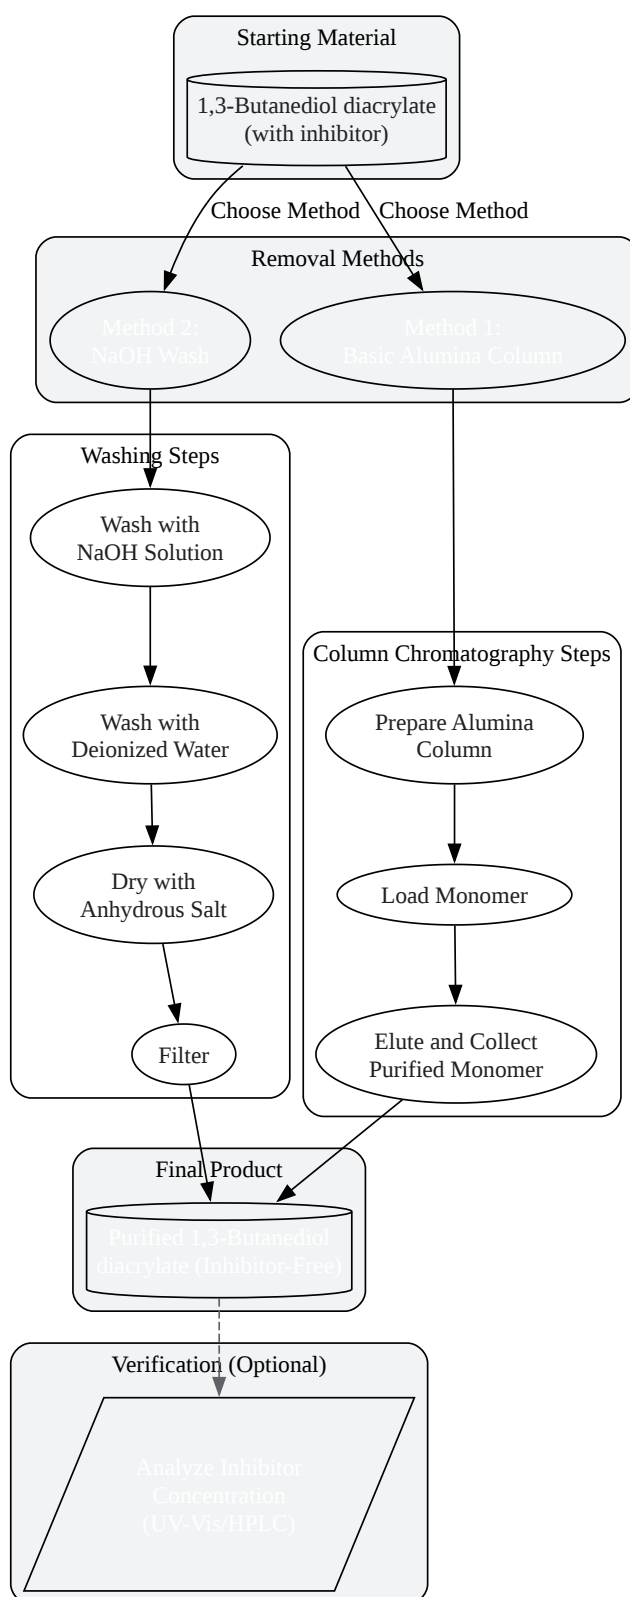 Starting Material
1,3-Butanediol diacrylate
(with inhibitor)
Choose Method
Choose Method
Removal Methods
Method 2:
NaOH Wash
Method 1:
Basic Alumina Column
Washing Steps
Wash with
NaOH Solution
Wash with
Deionized Water
Dry with
Anhydrous Salt
Filter
Column Chromatography Steps
Prepare Alumina
Column
Load Monomer
Elute and Collect
Purified Monomer
Final Product
Purified 1,3-Butanediol
diacrylate (Inhibitor-Free)
Verification (Optional)
Analyze Inhibitor
Concentration
(UV-Vis/HPLC)